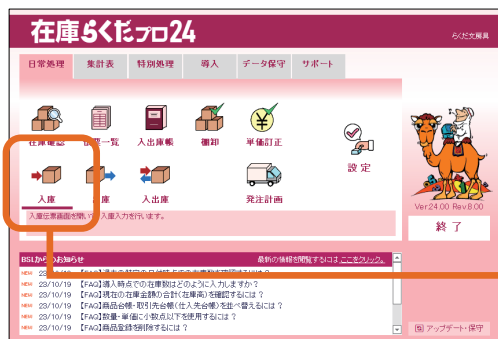 在庫らくだプロ24
らくだ文房具
日常処理 集計表 特別処理 導入 データ保守 サポート
在庫確認 伝票一覧 入出庫帳 棚卸 単価訂正
設定
入庫 出庫 入出庫 発注計画
Ver24.00 Rev8.00
入庫伝票画面を開いて、入庫入力を行います。
終了
BSLからのお知らせ 最新の情報を閲覧するには、ここをクリック。
NEW 23/10/19
NEW 23/10/19 【FAQ】導入時点での在庫数はどのように入力しますか？
NEW 23/10/19 【FAQ】現在の在庫金額の合計(在庫高)を確認するには？
NEW 23/10/19 【FAQ】商品台帳・取引先台帳(仕入先台帳)を並べ替えるには？
NEW 23/10/19 【FAQ】数量・単価に小数点以下を使用するには？
NEW 23/10/19 【FAQ】商品登録を削除するには？
アップデート・保守